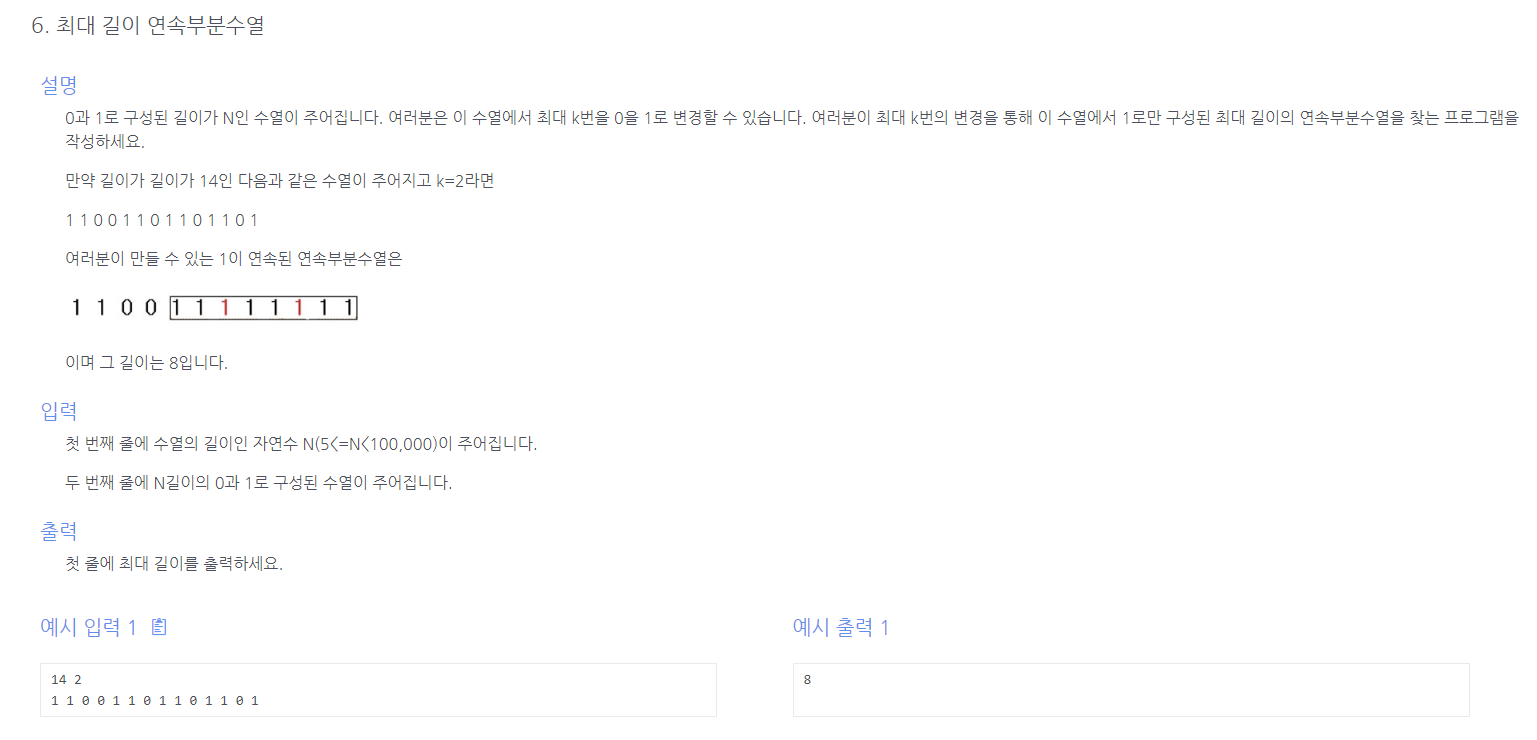 6. 최대 길이 연속부분수열
설명
0과 1로 구성된 길이가 N인 수열이 주어집니다. 여러분은 이 수열에서 최대 k번을 0을 1로 변경할 수 있습니다. 여러분이 최대 k번의 변경을 통해 이 수열에서 1로만 구성된 최대 길이의 연속부분수열을 찾는 프로그램을
작성하세요.
만약 길이가 길이가 14인 다음과 같은 수열이 주어지고 k=2라면
1 1 0 0 1 1 0 1 1 0 1 1 0 1
여러분이 만들 수 있는 1이 연속된 연속부분수열은
1 1 0 0 1 1 1 1 1 1 1 1
이며 그 길이는 8입니다.
입력
첫 번째 줄에 수열의 길이인 자연수 N(5<=N<100,000)이 주어집니다.
두 번째 줄에 N길이의 0과 1로 구성된 수열이 주어집니다.
출력
첫 줄에 최대 길이를 출력하세요.
예시 입력 1
예시 출력 1
14 2
1 1 0 0 1 1 0 1 1 0 1 1 0 1
8